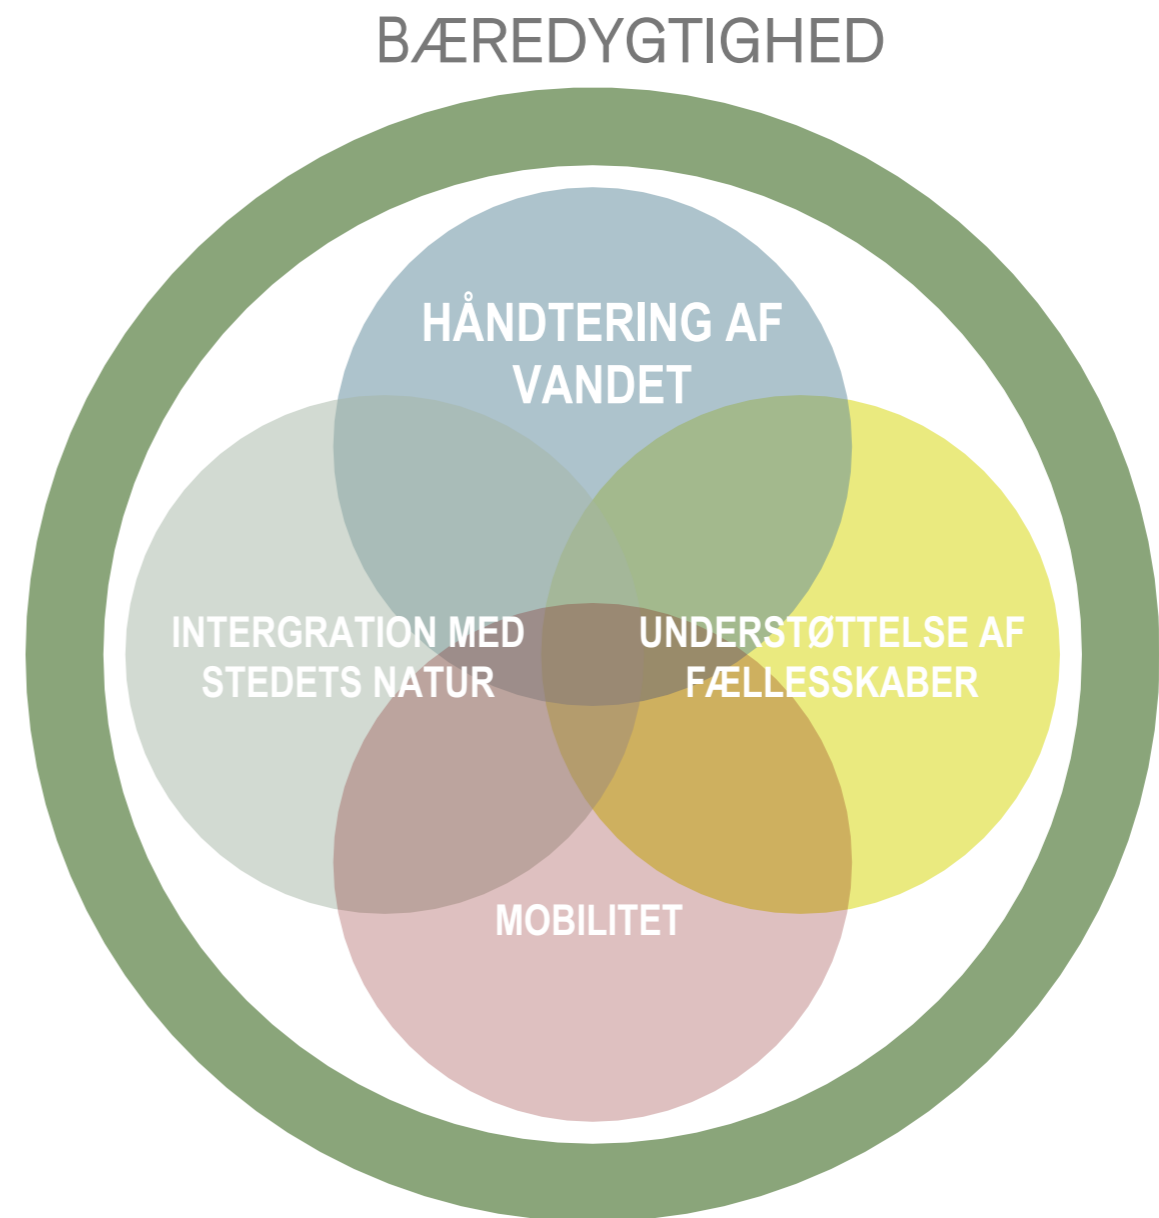 BÆREDYGTIGHED
HÅNDTERING AF
VANDET
INTERGRATION MED
STEDETS NATUR
UNDERSTØTTELSE AF
FÆLLESSKABER
MOBILITET